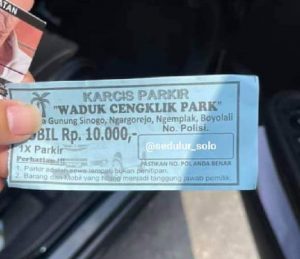 KARCIS PARKIR
"WADUK CENGKLIK PARK"
Gunung Sinogo, Ngargorejo, Ngemplak, Boyolali
BIL Rp. 10.000,-
No. Polisi.
@sedulur_solo
1X Parkir
Perhatian !!!
PASTIKAN NO. POL ANDA BENAR
1. Parkir adalah sewa tempat bukan penitipan.
2. Barang dan Mobil yang hilang menjadi tanggung jawab pemilik.